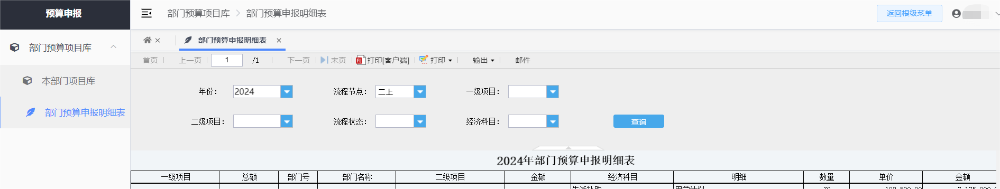 预算申报
部门预算项目库 > 部门预算申报明细表
返回根级菜单
部门预算项目库
本部门项目库
部门预算申报明细表
部门预算申报明细表
首页 上一页 1 /1 下一页 末页 打印[客户端] 打印 输出 邮件
年份： 2024 流程节点： 二上 一级项目：
二级项目： 流程状态： 经济科目： 查询
2024年部门预算申报明细表
一级项目 总额 部门号 部门名称 二级项目 金额 经济科目 明细 数量 单价 金额
生活补助